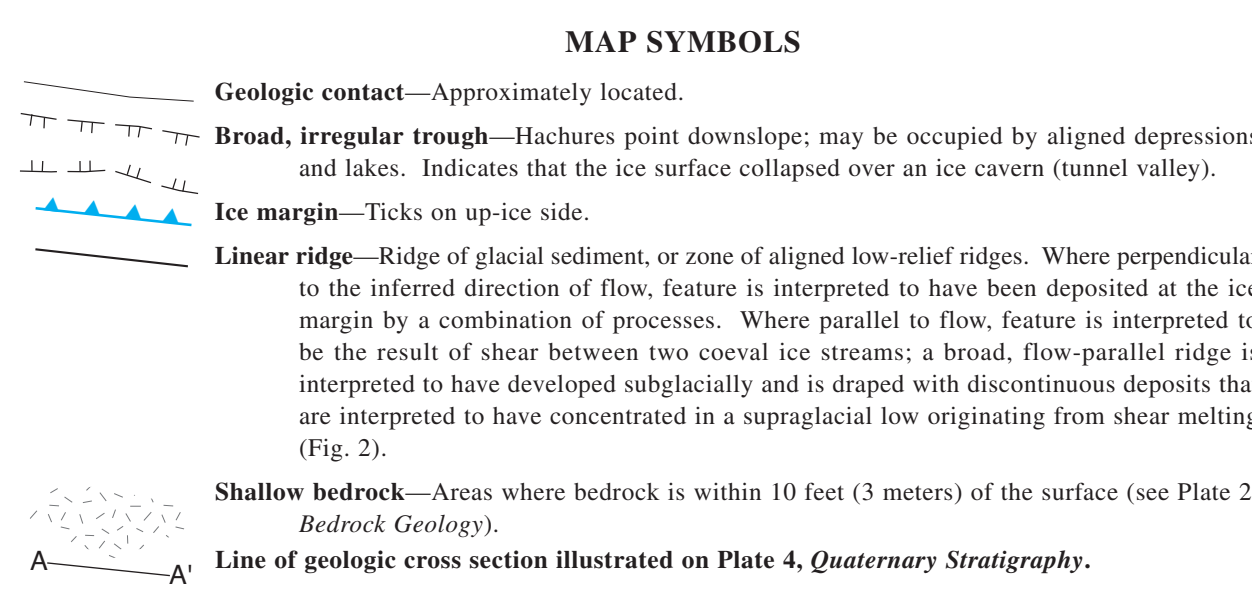 MAP SYMBOLS
Geologic contact—Approximately located.
Broad, irregular trough—Hachures point downslope; may be occupied by aligned depressions
and lakes. Indicates that the ice surface collapsed over an ice cavern (tunnel valley).
Ice margin—Ticks on up-ice side.
Linear ridge—Ridge of glacial sediment, or zone of aligned low-relief ridges. Where perpendicular
to the inferred direction of flow, feature is interpreted to have been deposited at the ice
margin by a combination of processes. Where parallel to flow, feature is interpreted to
be the result of shear between two coeval ice streams; a broad, flow-parallel ridge is
interpreted to have developed subglacially and is draped with discontinuous deposits that
are interpreted to have concentrated in a supraglacial low originating from shear melting
(Fig. 2).
Shallow bedrock—Areas where bedrock is within 10 feet (3 meters) of the surface (see Plate 2
Bedrock Geology).
A A' Line of geologic cross section illustrated on Plate 4, Quaternary Stratigraphy.